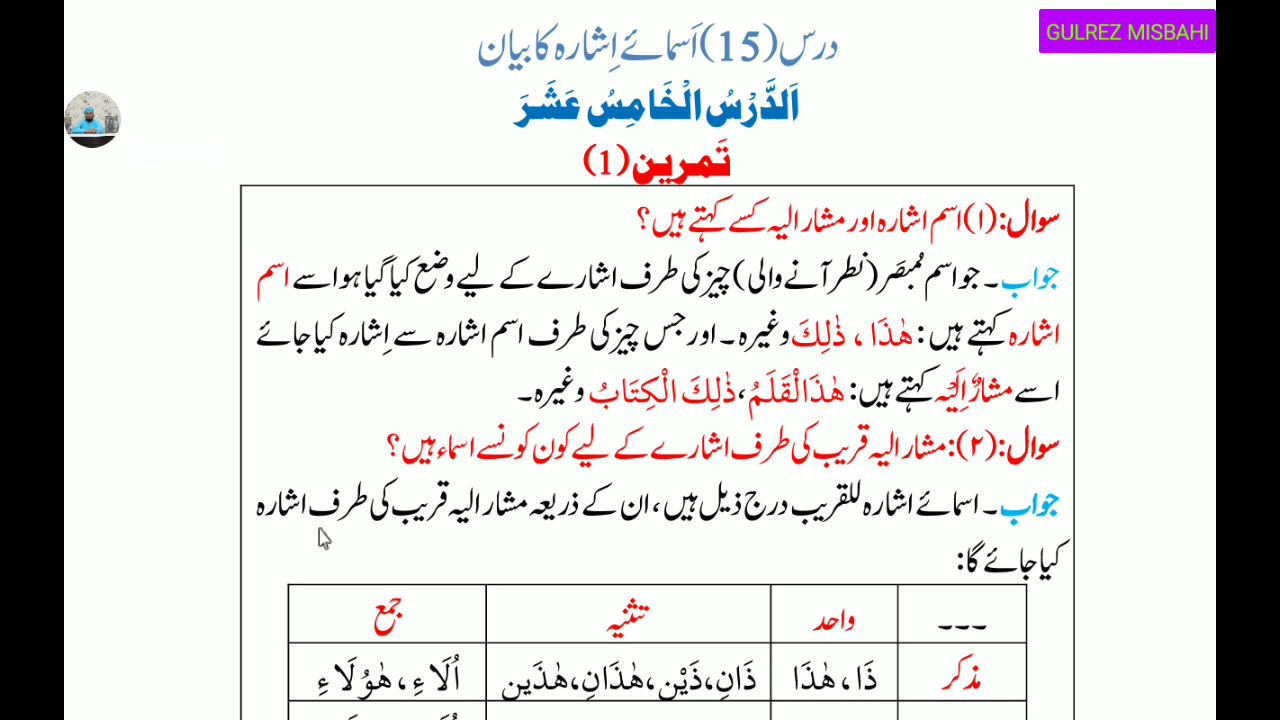 GULREZ MISBAHI
درس(15)اَسمائے اِشارہ کا بیان
اَلدَّرْسُ الْخَامِسُ عَشَرَ
تَمرین(1)
سوال:(۱)اسم اشارہ اور مشار الیہ کسے کہتے ہیں؟
جواب۔جو اسم مُبصَر(نطر آنے والی) چیز کی طرف اشارے کے لیے وضع کیا گیا ہو اسے اسم
اشارہ کہتے ہیں: هٰذَا ، ذٰلِكَ وغیرہ۔اور جس چیز کی طرف اسم اشارہ سے اِشارہ کیا جائے
اسے مشارٌ اِلَیْہ کہتے ہیں: هٰذَالْقَلَمُ،ذٰلِكَ الْكِتَابُ وغیرہ۔
سوال:(۲):مشار الیہ قریب کی طرف اشارے کے لیے کون کونسے اسماء ہیں؟
جواب۔اسمائے اشارہ للقریب درج ذیل ہیں، ان کے ذریعہ مشار الیہ قریب کی طرف اشارہ
کیا جائے گا:
--- واحد تثنیہ جمع
مذکر ذَا، هٰذَا ذَانِ،ذَيْنِ،هٰذَانِ،هٰذَين اُلَاءِ،هٰؤُلَاءِ